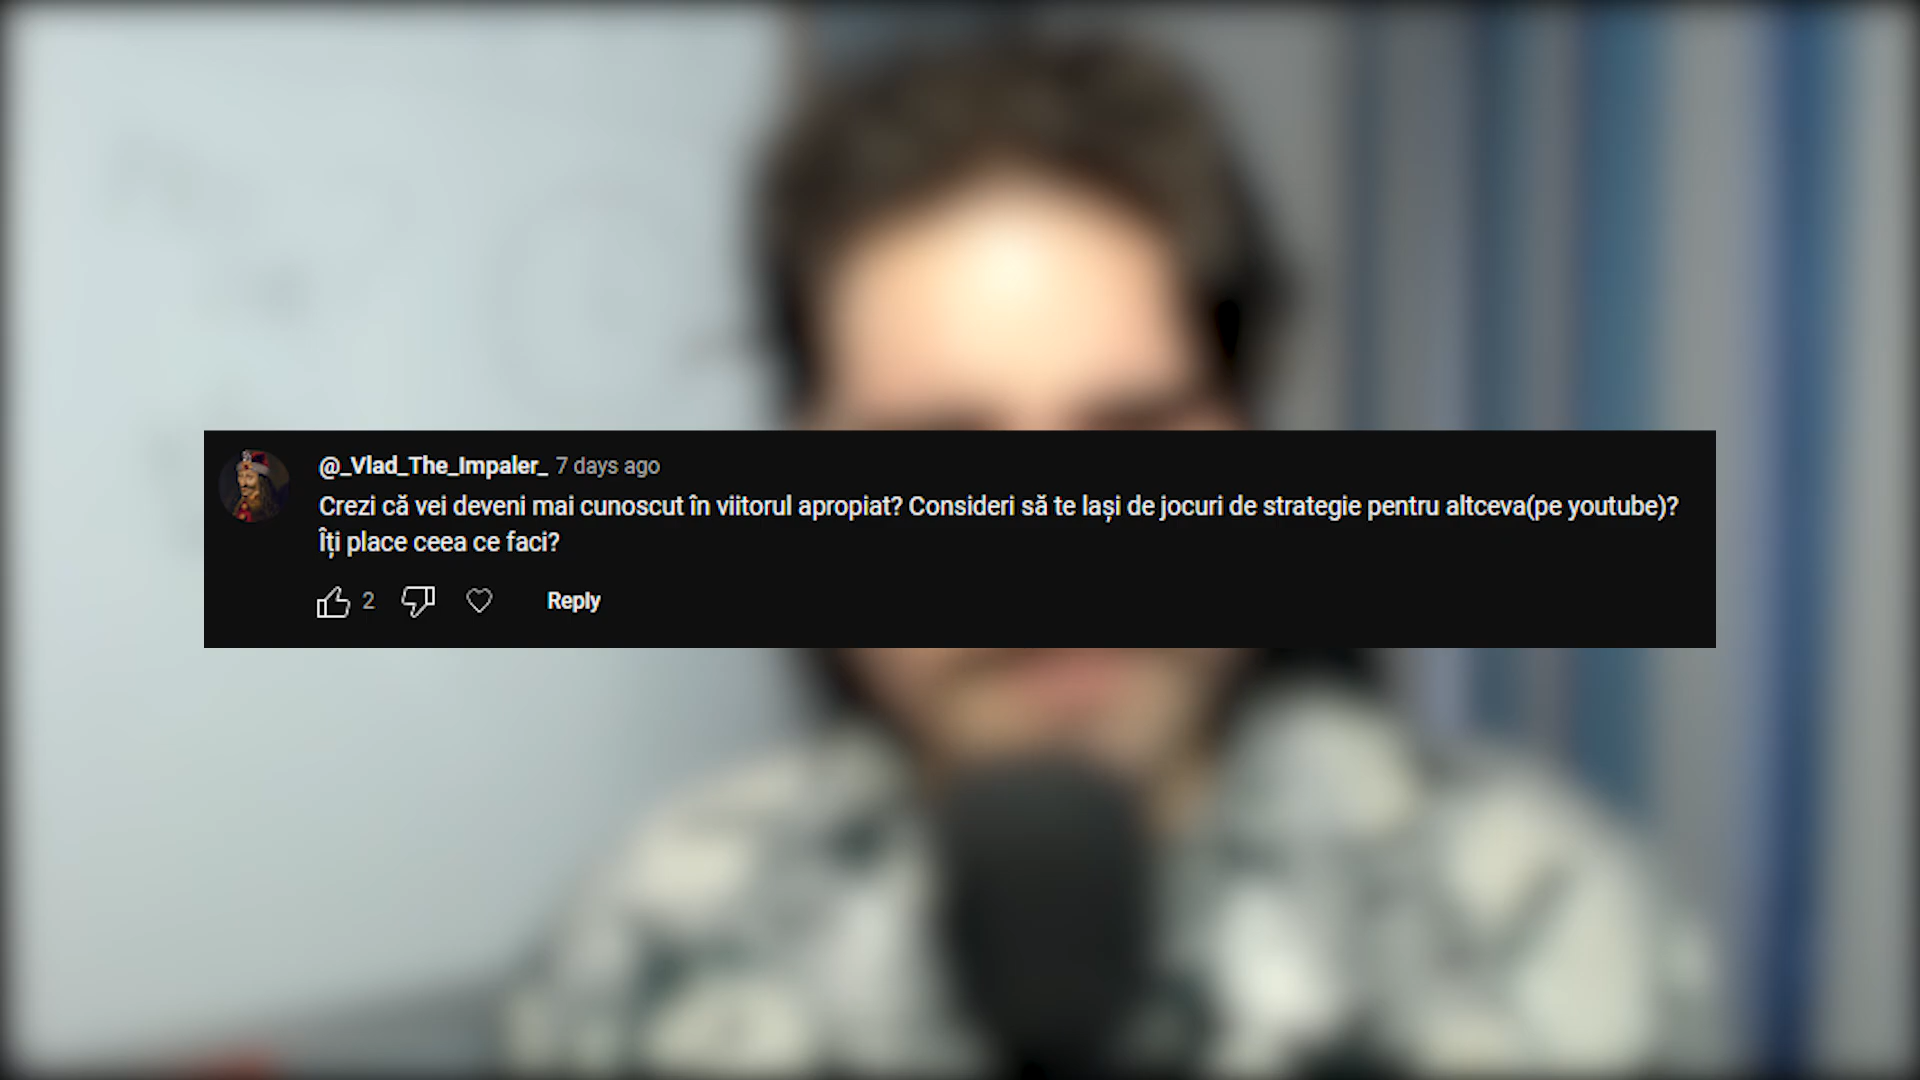 @_Vlad_The_Impaler_ 7 days ago
Crezi că vei deveni mai cunoscut în viitorul apropiat? Consideri să te lași de jocuri de strategie pentru altceva(pe youtube)?
Îți place ceea ce faci?
2 Reply